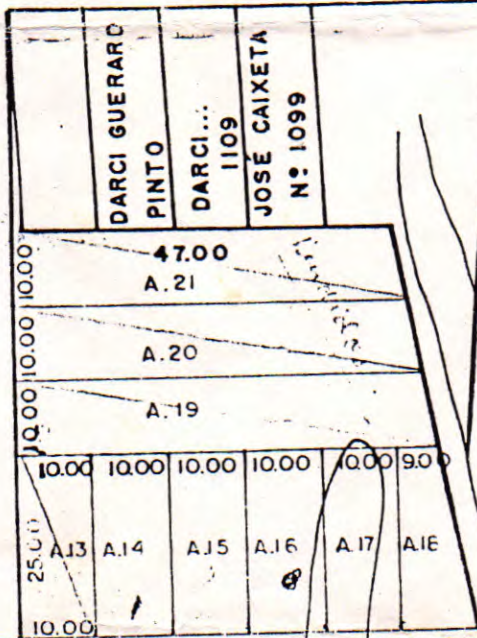 DARCI GUERARD
PINTO
DARCI...
1109
JOSÉ CAIXETA
Nº 1099
10.00
47.00
A.21
10.00
A.20
10.00
A.19
10.00
10.00
10.00
10.00
10.00
9.00
25.00
A.13
A.14
A.15
A.16
A.17
A.18
10.00